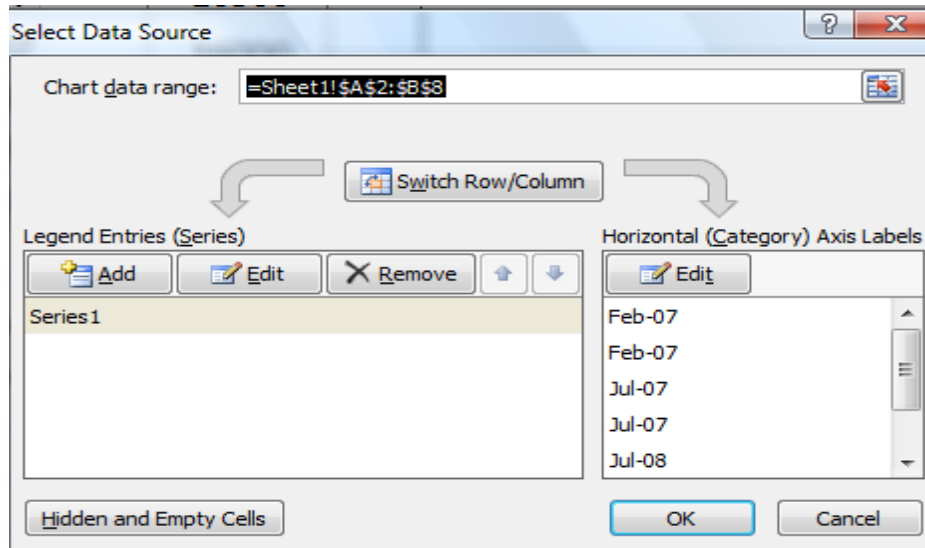 Select Data Source
Chart data range: =Sheet1!$A$2:$B$8
Switch Row/Column
Legend Entries (Series)
Add Edit Remove
Series1
Horizontal (Category) Axis Labels
Edit
Feb-07
Feb-07
Jul-07
Jul-07
Jul-08
Hidden and Empty Cells
OK Cancel